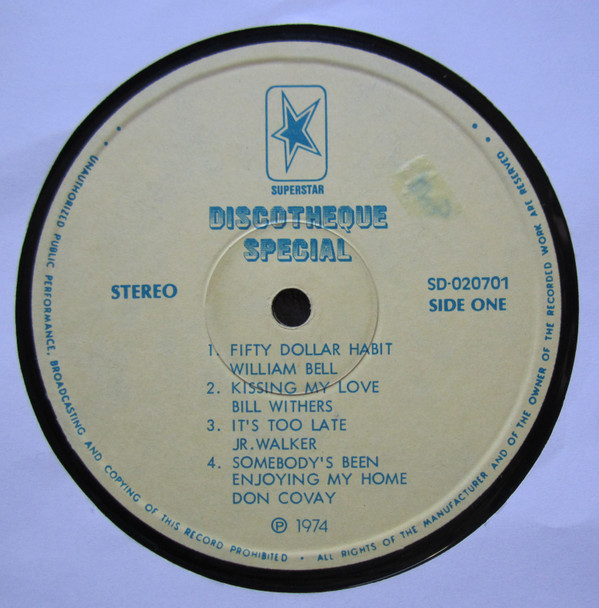 SUPERSTAR
DISCOTHEQUE
SPECIAL
STEREO
SD-020701
SIDE ONE
1. FIFTY DOLLAR HABIT
WILLIAM BELL
2. KISSING MY LOVE
BILL WITHERS
3. IT'S TOO LATE
JR.WALKER
4. SOMEBODY'S BEEN
ENJOYING MY HOME
DON COVAY
℗ 1974
• UNAUTHORIZED PUBLIC PERFORMANCE, BROADCASTING AND COPYING OF THIS RECORD PROHIBITED • ALL RIGHTS OF THE MANUFACTURER AND OF THE OWNER OF THE RECORDED WORK ARE RESERVED •